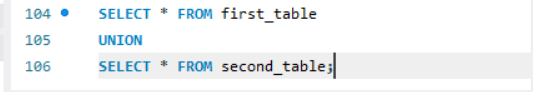 104 SELECT * FROM first_table
105 UNION
106 SELECT * FROM second_table;